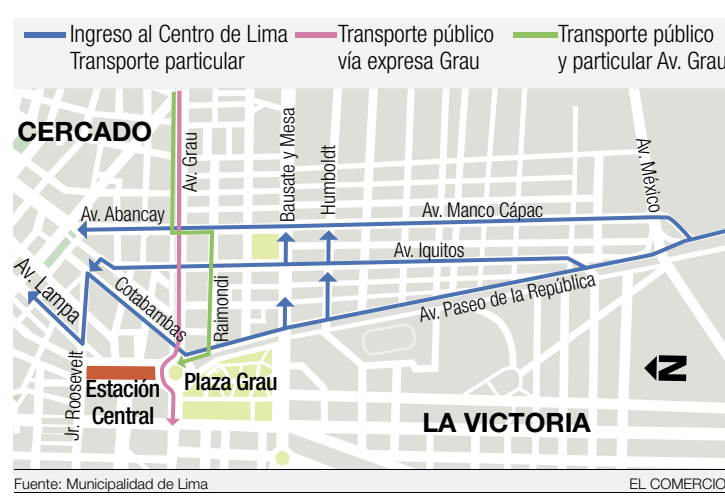 Ingreso al Centro de Lima
Transporte particular
Transporte público
vía expresa Grau
Transporte público
y particular Av. Grau
CERCADO
Av. Grau
Bausate y Mesa
Humboldt
Av. México
Av. Abancay
Av. Manco Cápac
Av. Iquitos
Av. Lampa
Cotabambas
Raimondi
Av. Paseo de la República
Jr. Roosevelt
Estación
Central
Plaza Grau
N
LA VICTORIA
Fuente: Municipalidad de Lima
EL COMERCIO